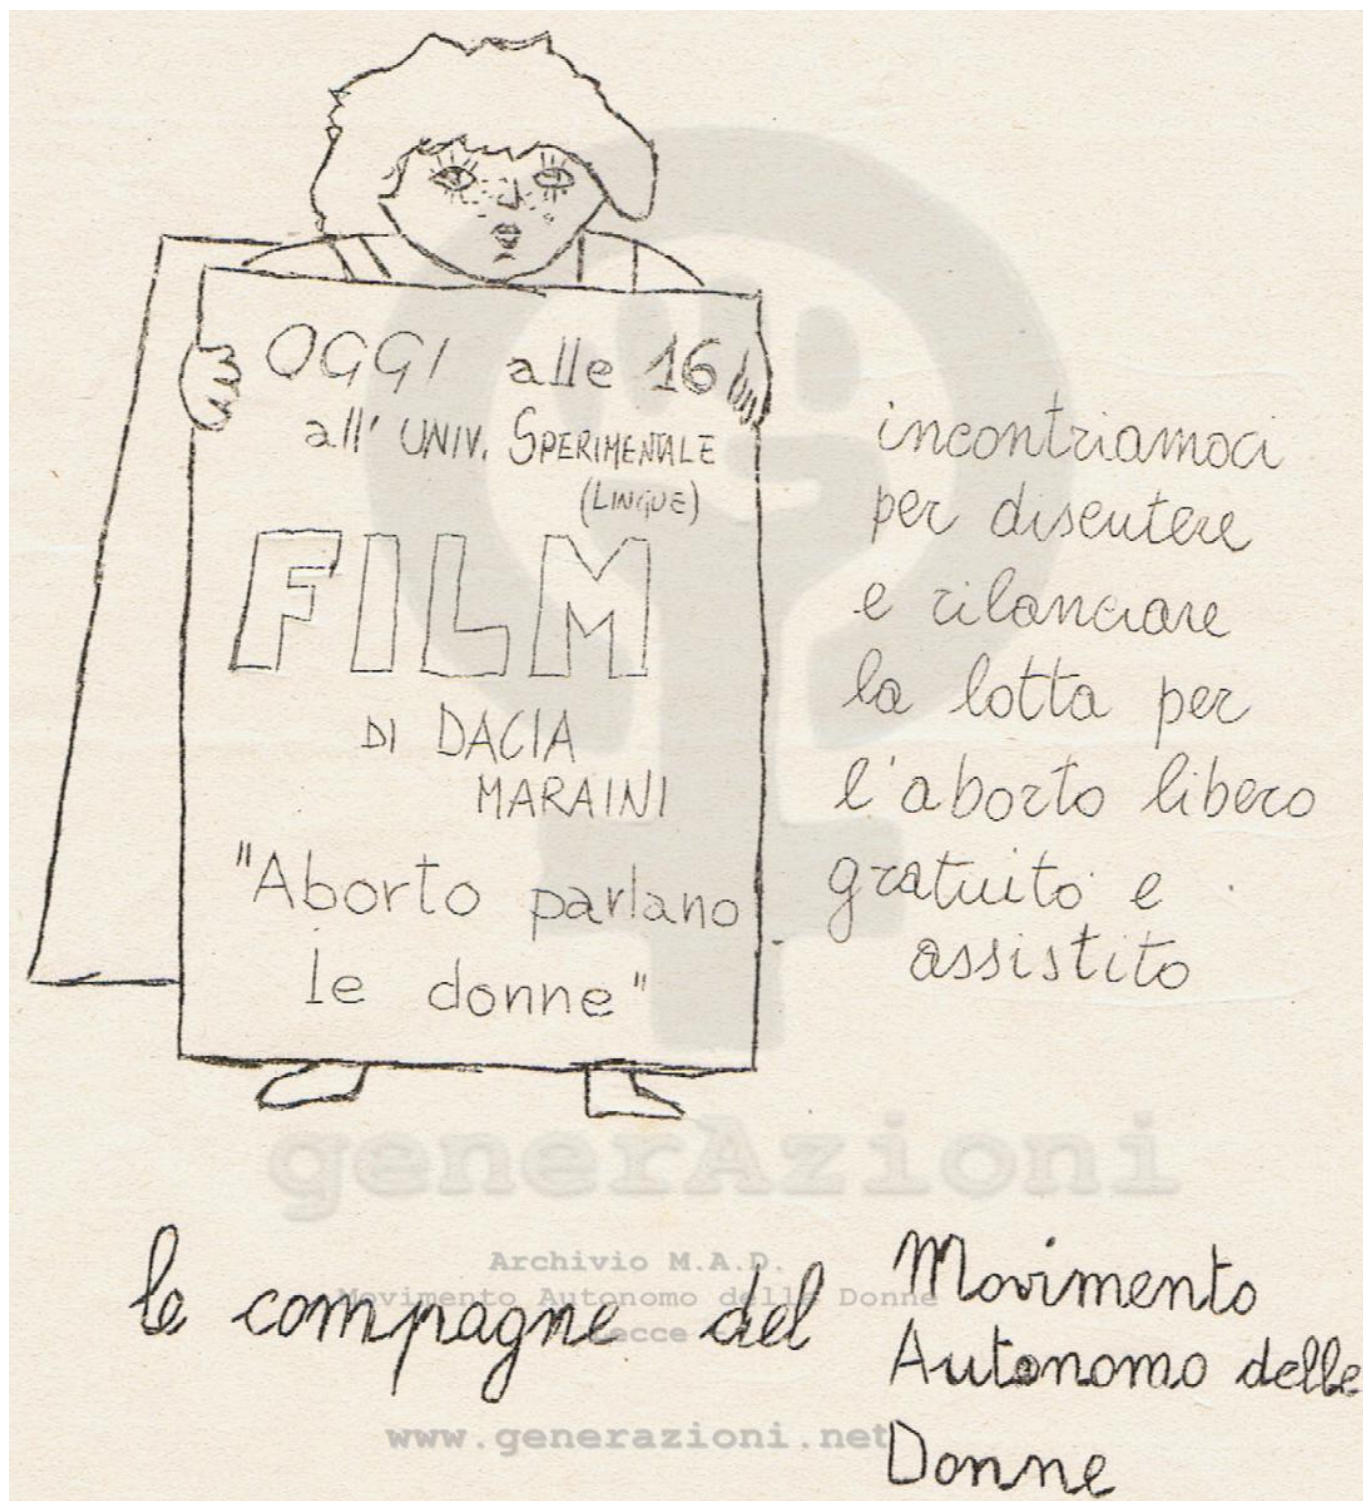 OGGI alle 16
all' UNIV. SPERIMENTALE
(LINGUE)
FILM
DI DACIA
MARAINI
"Aborto parlano
le donne"
incontriamoci
per discutere
e rilanciare
la lotta per
l'aborto libero
gratuito e
assistito
generAzioni
Archivio M.A.D.
Movimento Autonomo delle Donne
Lecce
www.generazioni.net
le compagne del Movimento
Autonomo delle
Donne